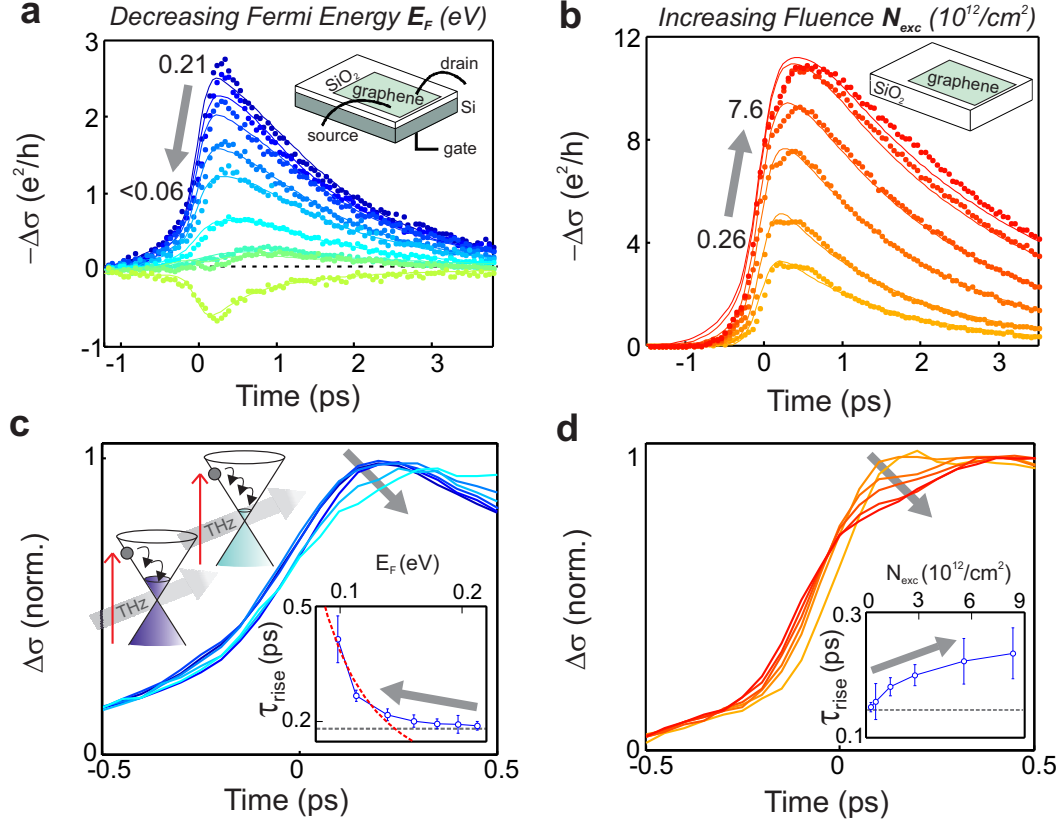 a
Decreasing Fermi Energy E_F (eV)
3
2
1
0
-1
−Δσ (e²/h)
0.21
<0.06
SiO₂
graphene
source
drain
Si
gate
-1
0
1
2
3
Time (ps)
b
Increasing Fluence N_exc (10¹²/cm²)
12
8
4
0
−Δσ (e²/h)
7.6
0.26
SiO₂
graphene
-1
0
1
2
3
Time (ps)
c
1
0
Δσ (norm.)
THz
THz
E_F (eV)
0.1
0.2
0.5
0.2
τ_rise (ps)
-0.5
0
0.5
Time (ps)
d
1
0
Δσ (norm.)
N_exc (10¹²/cm²)
0
3
6
9
0.3
0.1
τ_rise (ps)
-0.5
0
0.5
Time (ps)